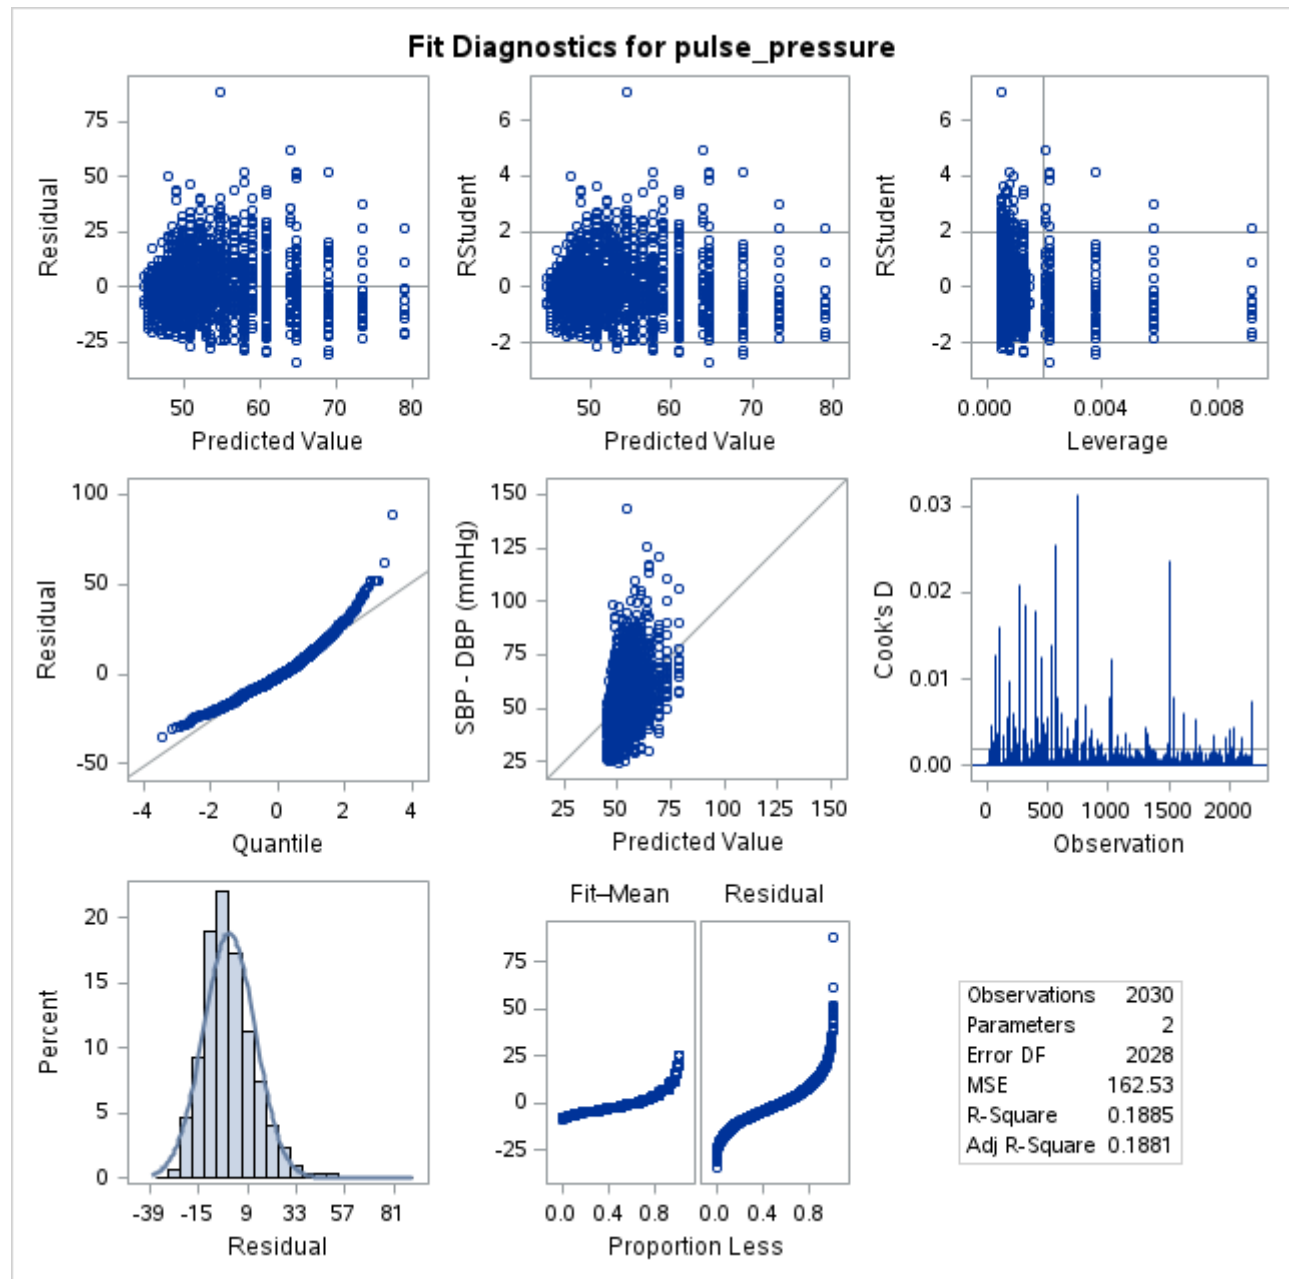 Fit Diagnostics for pulse_pressure
75
50
25
0
-25
Residual
50 60 70 80
Predicted Value
6
4
2
0
-2
RStudent
50 60 70 80
Predicted Value
6
4
2
0
-2
RStudent
0.000 0.004 0.008
Leverage
100
50
0
-50
Residual
-4 -2 0 2 4
Quantile
150
125
100
75
50
25
SBP - DBP (mmHg)
25 50 75 100 125 150
Predicted Value
0.03
0.02
0.01
0.00
Cook's D
0 500 1000 1500 2000
Observation
20
15
10
5
0
Percent
-39 -15 9 33 57 81
Residual
Fit–Mean Residual
75
50
25
0
-25
0.0 0.4 0.8 0.0 0.4 0.8
Proportion Less
Observations 2030
Parameters 2
Error DF 2028
MSE 162.53
R-Square 0.1885
Adj R-Square 0.1881